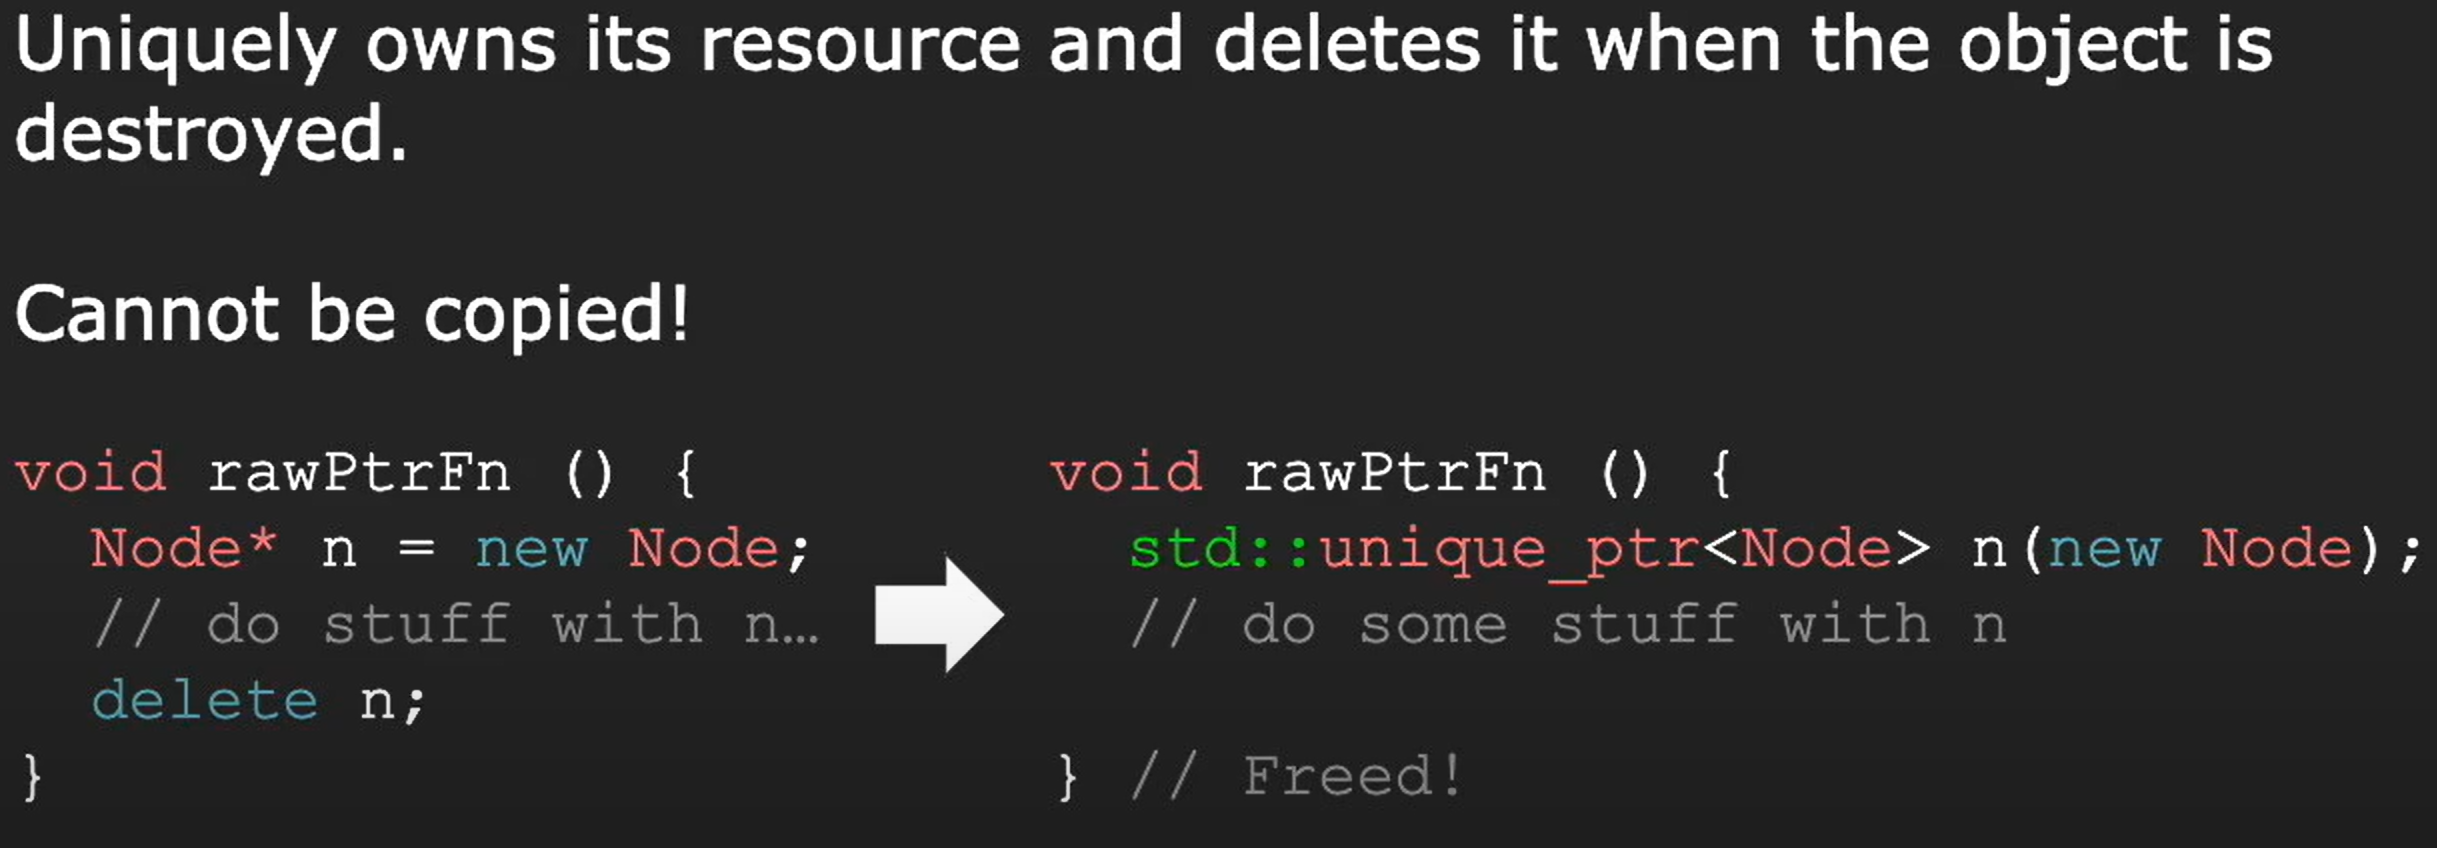 Uniquely owns its resource and deletes it when the object is
destroyed.
Cannot be copied!
void rawPtrFn () {
  Node* n = new Node;
  // do stuff with n…
  delete n;
}
void rawPtrFn () {
  std::unique_ptr<Node> n(new Node);
  // do some stuff with n
} // Freed!